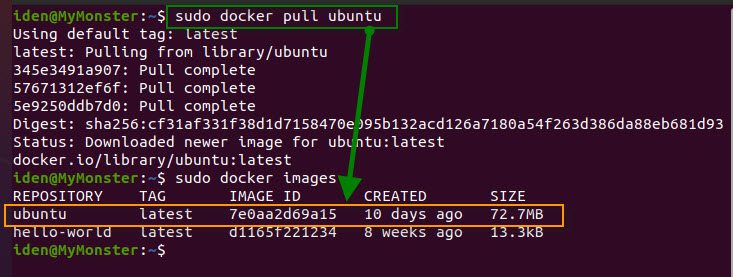 iden@MyMonster:~$ sudo docker pull ubuntu
Using default tag: latest
latest: Pulling from library/ubuntu
345e3491a907: Pull complete
57671312ef6f: Pull complete
5e9250ddb7d0: Pull complete
Digest: sha256:cf31af331f38d1d7158470e095b132acd126a7180a54f263d386da88eb681d93
Status: Downloaded newer image for ubuntu:latest
docker.io/library/ubuntu:latest
iden@MyMonster:~$ sudo docker images
REPOSITORY TAG IMAGE ID CREATED SIZE
ubuntu latest 7e0aa2d69a15 10 days ago 72.7MB
hello-world latest d1165f221234 8 weeks ago 13.3kB
iden@MyMonster:~$